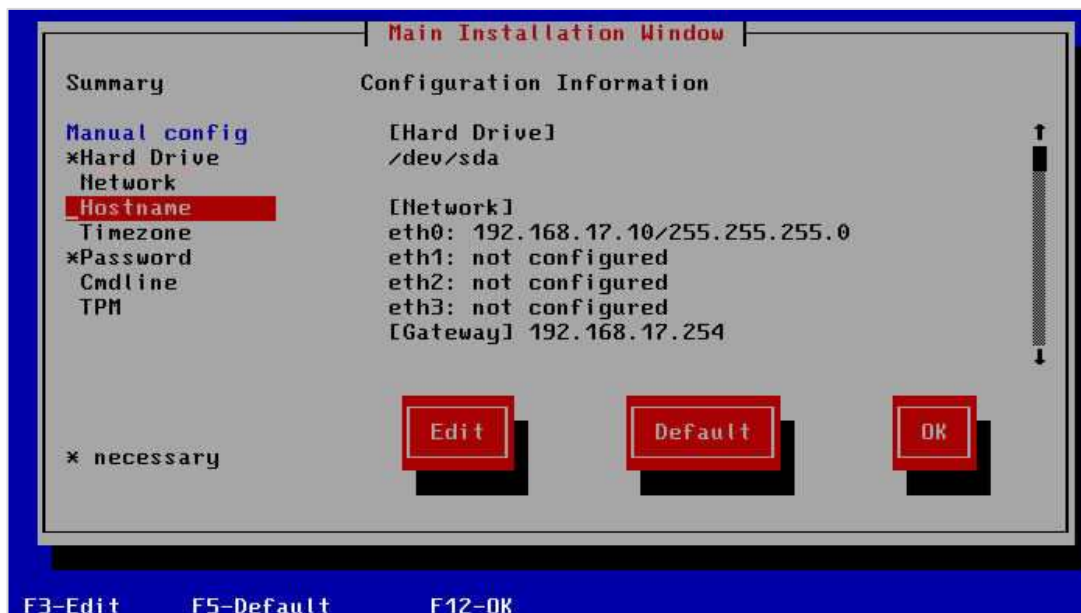 Main Installation Window
Summary Configuration Information
Manual config [Hard Drive]
*Hard Drive /dev/sda
Network
_Hostname [Network]
Timezone eth0: 192.168.17.10/255.255.255.0
*Password eth1: not configured
Cmdline eth2: not configured
TPM eth3: not configured
[Gateway] 192.168.17.254
Edit Default OK
* necessary
F3-Edit F5-Default F12-OK